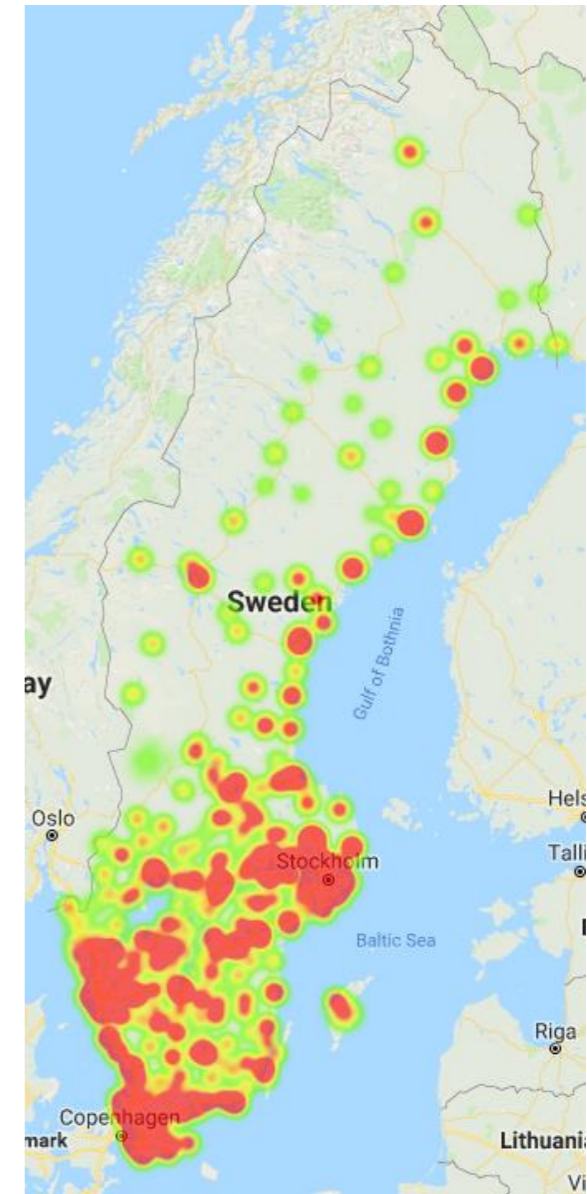 Sweden
Gulf of Bothnia
ay
Oslo
Hels
Talli
Stockholm
Baltic Sea
Riga
Copenhagen
mark
Lithuania
Vi